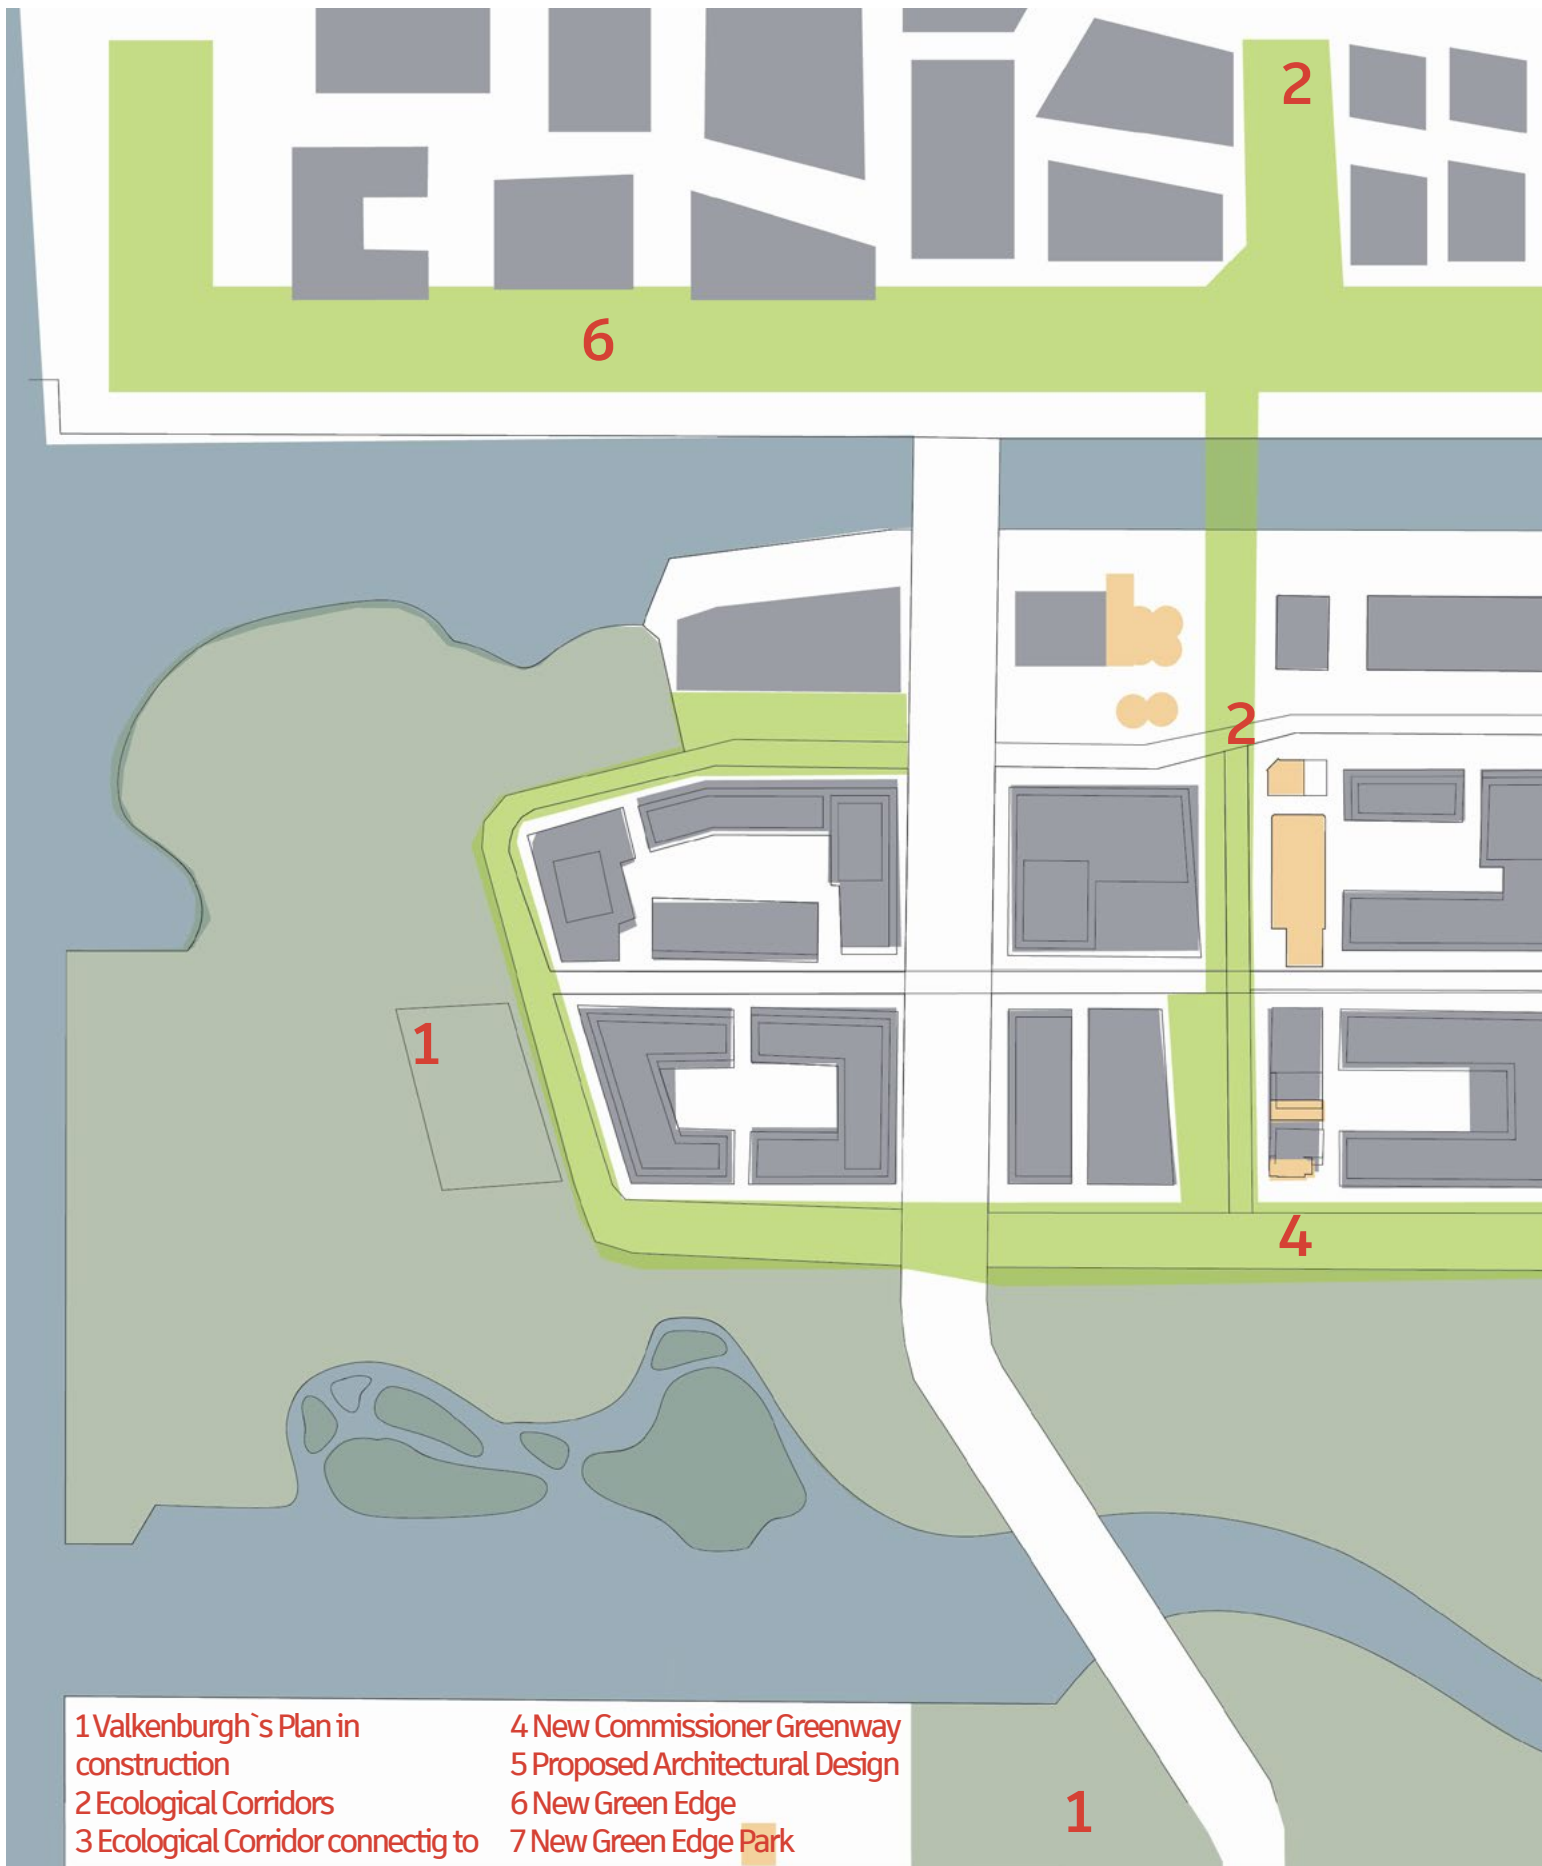 2
6
2
1
4
1
1 Valkenburgh`s Plan in
construction
2 Ecological Corridors
3 Ecological Corridor connectig to
4 New Commissioner Greenway
5 Proposed Architectural Design
6 New Green Edge
7 New Green Edge Park